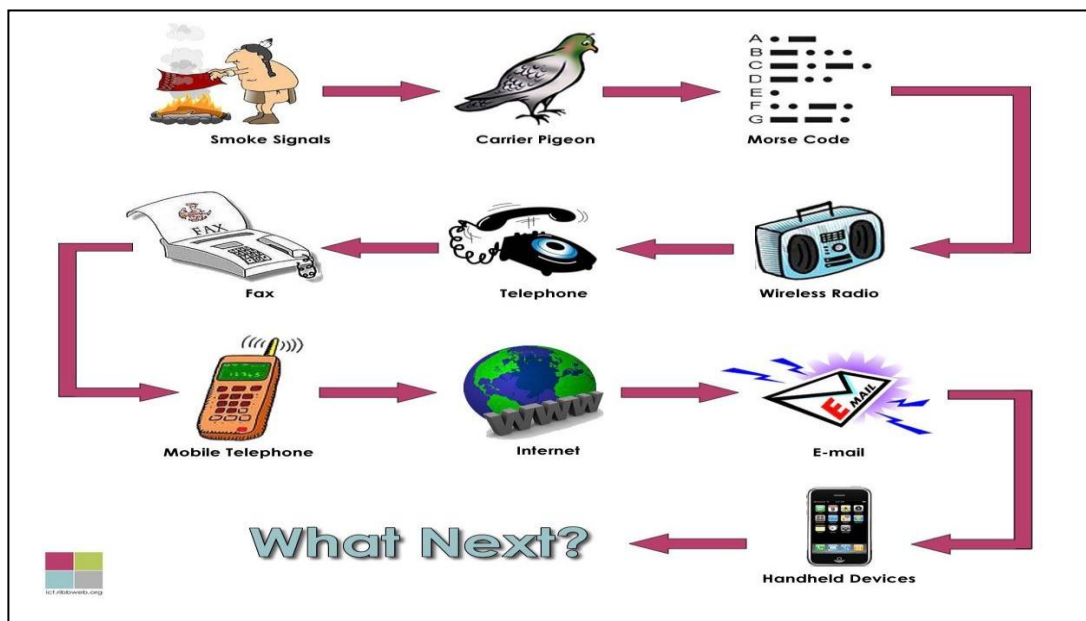 A
B
C
D
E
F
G
Smoke Signals
Carrier Pigeon
Morse Code
FAX
Fax
Telephone
Wireless Radio
WWW
E MAIL
Mobile Telephone
Internet
E-mail
What Next?
Handheld Devices